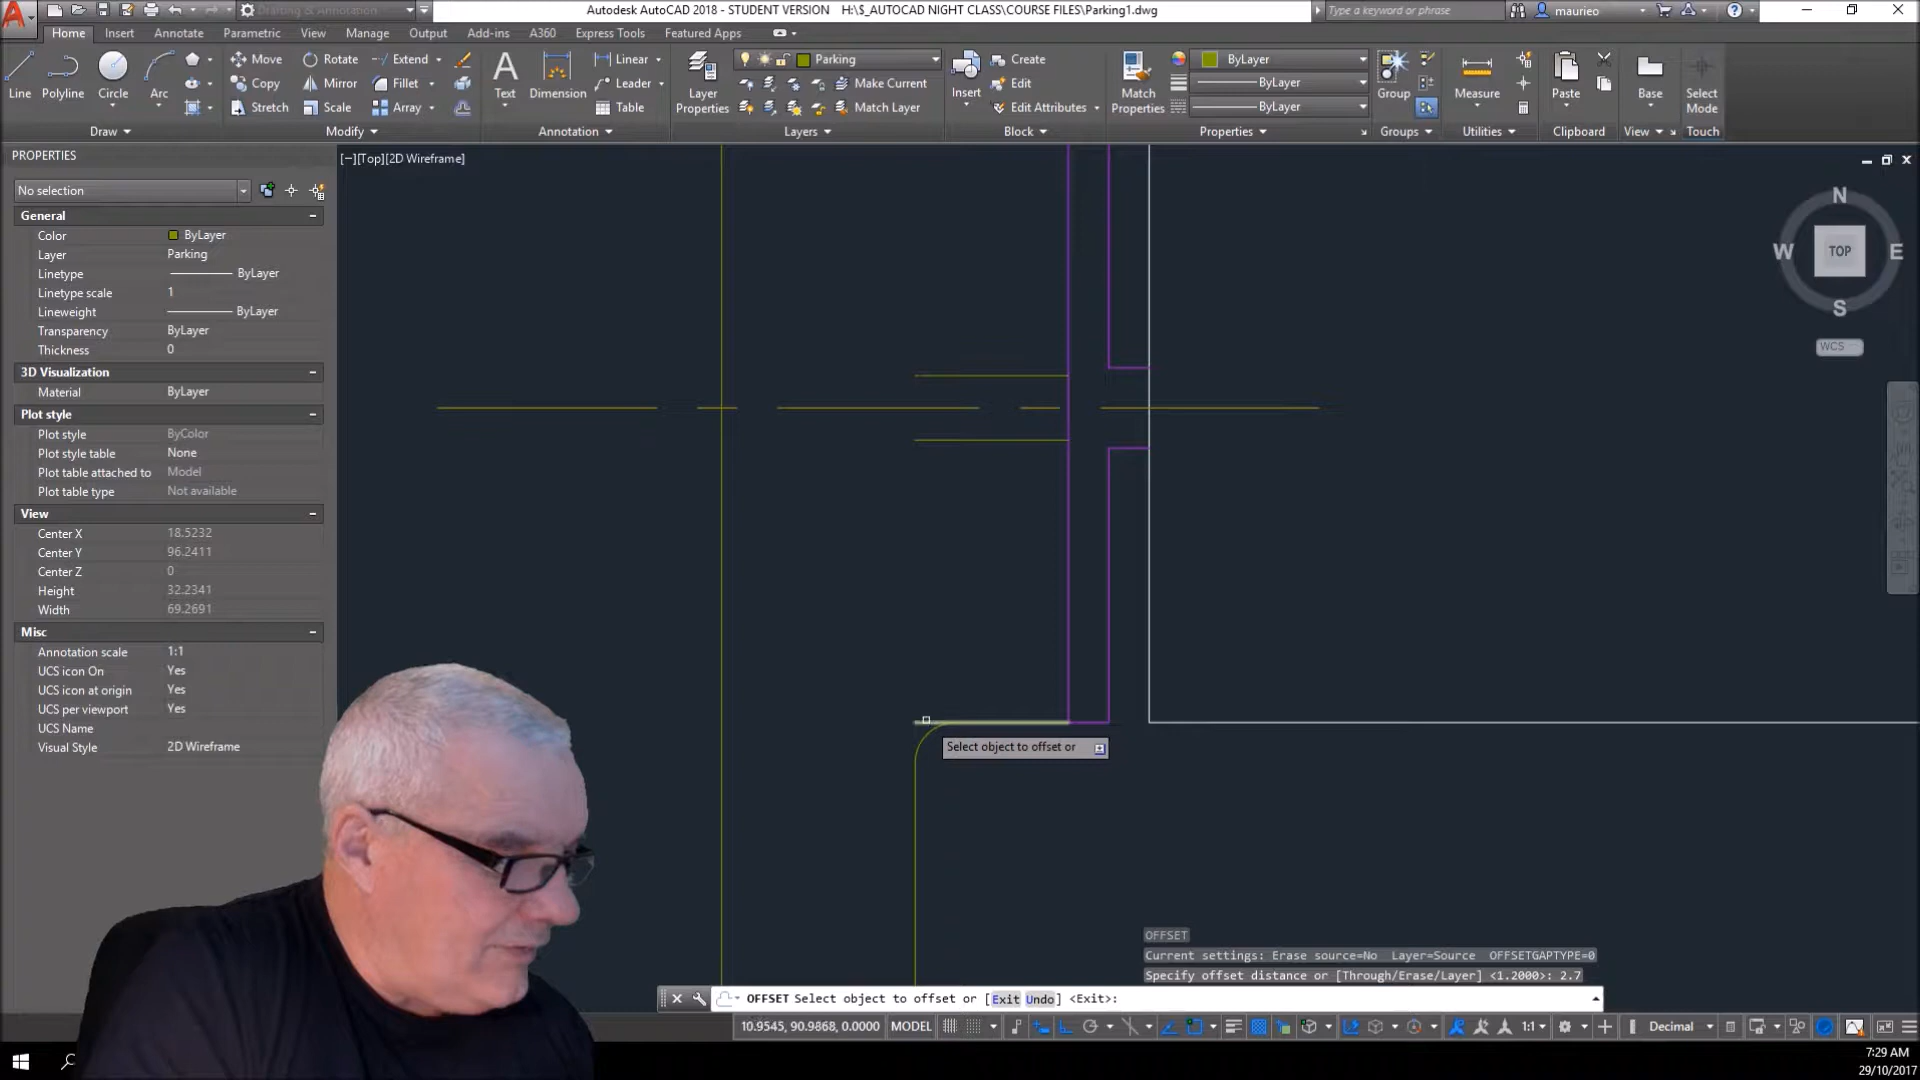 Drafting & Annotation
Autodesk AutoCAD 2018 - STUDENT VERSION H:\$_AUTOCAD NIGHT CLASS\COURSE FILES\Parking1.dwg
Type a keyword or phrase
maurieo
Home Insert Annotate Parametric View Manage Output Add-ins A360 Express Tools Featured Apps
Move Rotate Extend
Linear
Parking
Create
ByLayer
Copy Mirror Fillet
Leader
Make Current
Edit
ByLayer
Line Polyline Circle Arc
Text Dimension
Layer Properties
Insert
Match Properties
Group Measure Paste Base
Select Mode
Stretch Scale Array
Table
Match Layer
Edit Attributes
ByLayer
Draw Modify Annotation Layers Block Properties Groups Utilities Clipboard View Touch
PROPERTIES
[−][Top][2D Wireframe]
No selection
General
Color ByLayer
Layer Parking
Linetype ByLayer
Linetype scale 1
Lineweight ByLayer
Transparency ByLayer
Thickness 0
3D Visualization
Material ByLayer
Plot style
Plot style ByColor
Plot style table None
Plot table attached to Model
Plot table type Not available
View
Center X 18.5232
Center Y 96.2411
Center Z 0
Height 32.2341
Width 69.2691
Misc
Annotation scale 1:1
UCS icon On Yes
UCS icon at origin Yes
UCS per viewport Yes
UCS Name
Visual Style 2D Wireframe
N
W TOP E
S
WCS
Select object to offset or
OFFSET
Current settings: Erase source=No Layer=Source OFFSETGAPTYPE=0
Specify offset distance or [Through/Erase/Layer] <1.2000>: 2.7
OFFSET Select object to offset or [Exit Undo] <Exit>:
10.9545, 90.9868, 0.0000 MODEL
1:1
Decimal
7:29 AM
29/10/2017